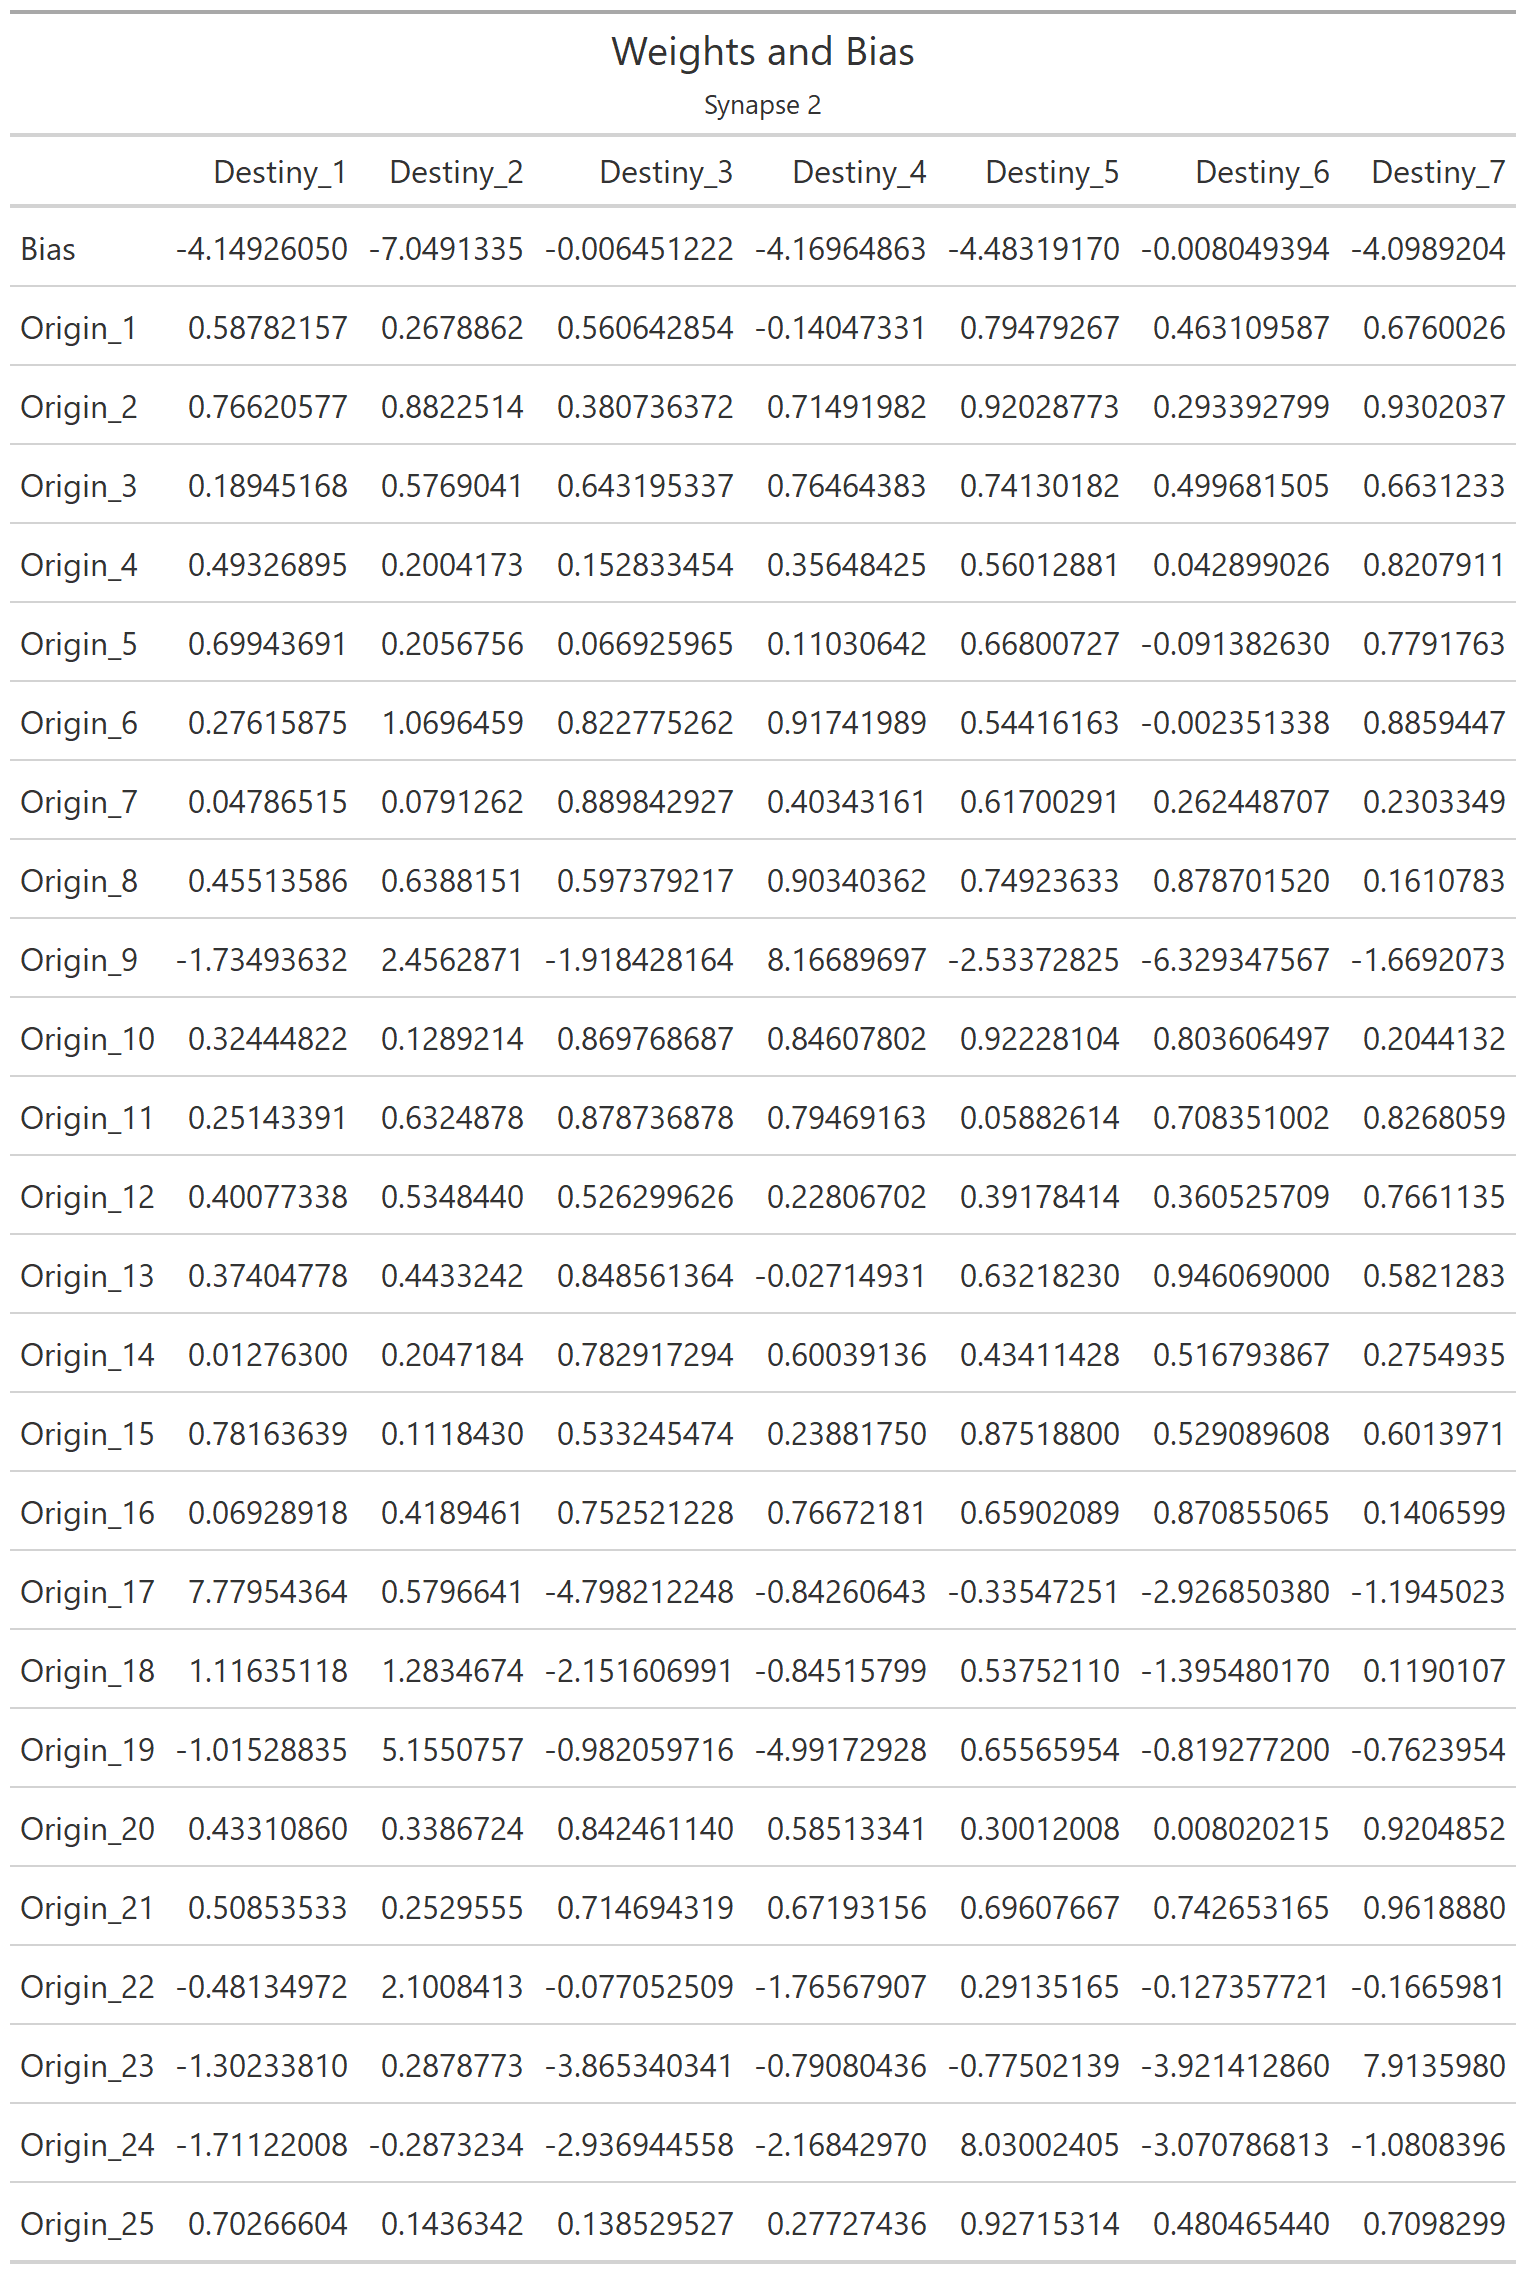 Weights and Bias
Synapse 2
Destiny_1 Destiny_2 Destiny_3 Destiny_4 Destiny_5 Destiny_6 Destiny_7
Bias -4.14926050 -7.0491335 -0.006451222 -4.16964863 -4.48319170 -0.008049394 -4.0989204
Origin_1 0.58782157 0.2678862 0.560642854 -0.14047331 0.79479267 0.463109587 0.6760026
Origin_2 0.76620577 0.8822514 0.380736372 0.71491982 0.92028773 0.293392799 0.9302037
Origin_3 0.18945168 0.5769041 0.643195337 0.76464383 0.74130182 0.499681505 0.6631233
Origin_4 0.49326895 0.2004173 0.152833454 0.35648425 0.56012881 0.042899026 0.8207911
Origin_5 0.69943691 0.2056756 0.066925965 0.11030642 0.66800727 -0.091382630 0.7791763
Origin_6 0.27615875 1.0696459 0.822775262 0.91741989 0.54416163 -0.002351338 0.8859447
Origin_7 0.04786515 0.0791262 0.889842927 0.40343161 0.61700291 0.262448707 0.2303349
Origin_8 0.45513586 0.6388151 0.597379217 0.90340362 0.74923633 0.878701520 0.1610783
Origin_9 -1.73493632 2.4562871 -1.918428164 8.16689697 -2.53372825 -6.329347567 -1.6692073
Origin_10 0.32444822 0.1289214 0.869768687 0.84607802 0.92228104 0.803606497 0.2044132
Origin_11 0.25143391 0.6324878 0.878736878 0.79469163 0.05882614 0.708351002 0.8268059
Origin_12 0.40077338 0.5348440 0.526299626 0.22806702 0.39178414 0.360525709 0.7661135
Origin_13 0.37404778 0.4433242 0.848561364 -0.02714931 0.63218230 0.946069000 0.5821283
Origin_14 0.01276300 0.2047184 0.782917294 0.60039136 0.43411428 0.516793867 0.2754935
Origin_15 0.78163639 0.1118430 0.533245474 0.23881750 0.87518800 0.529089608 0.6013971
Origin_16 0.06928918 0.4189461 0.752521228 0.76672181 0.65902089 0.870855065 0.1406599
Origin_17 7.77954364 0.5796641 -4.798212248 -0.84260643 -0.33547251 -2.926850380 -1.1945023
Origin_18 1.11635118 1.2834674 -2.151606991 -0.84515799 0.53752110 -1.395480170 0.1190107
Origin_19 -1.01528835 5.1550757 -0.982059716 -4.99172928 0.65565954 -0.819277200 -0.7623954
Origin_20 0.43310860 0.3386724 0.842461140 0.58513341 0.30012008 0.008020215 0.9204852
Origin_21 0.50853533 0.2529555 0.714694319 0.67193156 0.69607667 0.742653165 0.9618880
Origin_22 -0.48134972 2.1008413 -0.077052509 -1.76567907 0.29135165 -0.127357721 -0.1665981
Origin_23 -1.30233810 0.2878773 -3.865340341 -0.79080436 -0.77502139 -3.921412860 7.9135980
Origin_24 -1.71122008 -0.2873234 -2.936944558 -2.16842970 8.03002405 -3.070786813 -1.0808396
Origin_25 0.70266604 0.1436342 0.138529527 0.27727436 0.92715314 0.480465440 0.7098299